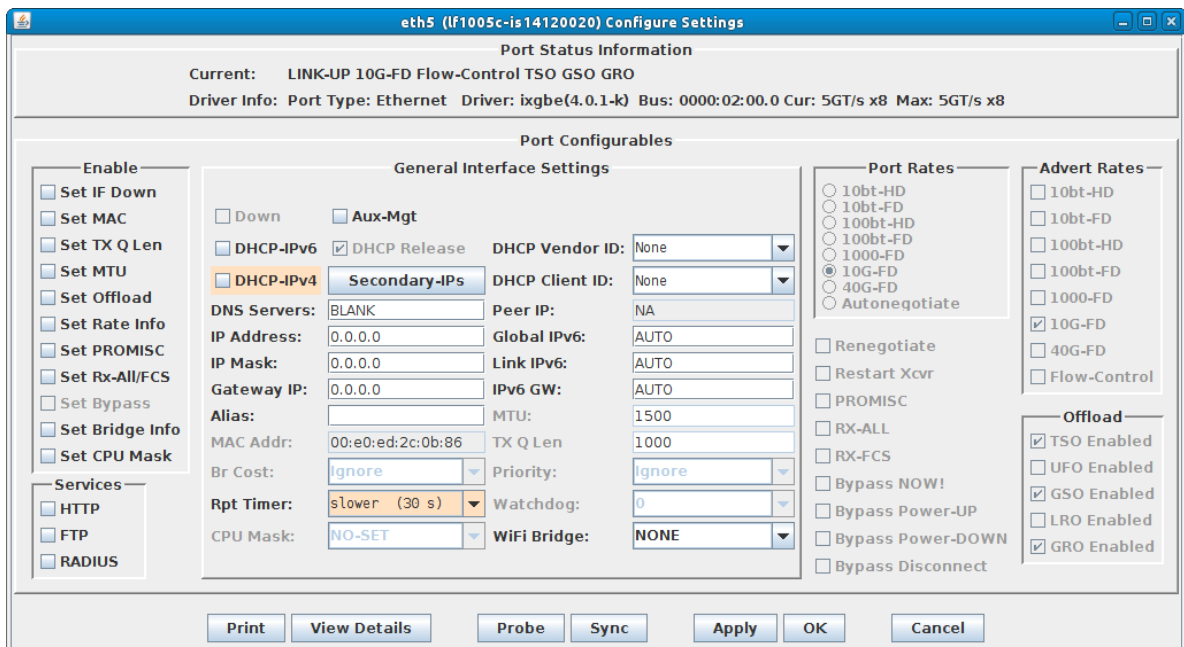 eth5 (lf1005c-is14120020) Configure Settings
Port Status Information
Current: LINK-UP 10G-FD Flow-Control TSO GSO GRO
Driver Info: Port Type: Ethernet Driver: ixgbe(4.0.1-k) Bus: 0000:02:00.0 Cur: 5GT/s x8 Max: 5GT/s x8
Port Configurables
Enable
Set IF Down
Set MAC
Set TX Q Len
Set MTU
Set Offload
Set Rate Info
Set PROMISC
Set Rx-All/FCS
Set Bypass
Set Bridge Info
Set CPU Mask
Services
HTTP
FTP
RADIUS
General Interface Settings
Down Aux-Mgt
DHCP-IPv6 DHCP Release DHCP Vendor ID: None
DHCP-IPv4 Secondary-IPs DHCP Client ID: None
DNS Servers: BLANK Peer IP: NA
IP Address: 0.0.0.0 Global IPv6: AUTO
IP Mask: 0.0.0.0 Link IPv6: AUTO
Gateway IP: 0.0.0.0 IPv6 GW: AUTO
Alias: MTU: 1500
MAC Addr: 00:e0:ed:2c:0b:86 TX Q Len 1000
Br Cost: Ignore Priority: Ignore
Rpt Timer: slower (30 s) Watchdog: 0
CPU Mask: NO-SET WiFi Bridge: NONE
Port Rates
10bt-HD
10bt-FD
100bt-HD
100bt-FD
1000-FD
10G-FD
40G-FD
Autonegotiate
Renegotiate
Restart Xcvr
PROMISC
RX-ALL
RX-FCS
Bypass NOW!
Bypass Power-UP
Bypass Power-DOWN
Bypass Disconnect
Advert Rates
10bt-HD
10bt-FD
100bt-HD
100bt-FD
1000-FD
10G-FD
40G-FD
Flow-Control
Offload
TSO Enabled
UFO Enabled
GSO Enabled
LRO Enabled
GRO Enabled
Print View Details Probe Sync Apply OK Cancel